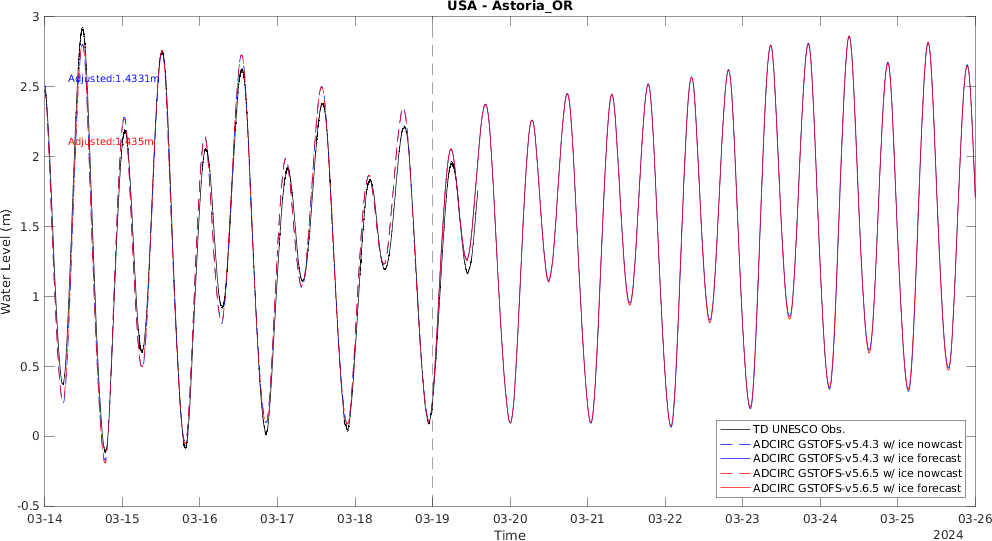 USA - Astoria_OR
3
2.5
2
1.5
1
0.5
0
-0.5
Water Level (m)
Adjusted:1.4331m
Adjusted:1.435m
TD UNESCO Obs.
ADCIRC GSTOFS-v5.4.3 w/ ice nowcast
ADCIRC GSTOFS-v5.4.3 w/ ice forecast
ADCIRC GSTOFS-v5.6.5 w/ ice nowcast
ADCIRC GSTOFS-v5.6.5 w/ ice forecast
03-14 03-15 03-16 03-17 03-18 03-19 03-20 03-21 03-22 03-23 03-24 03-25 03-26
Time
2024